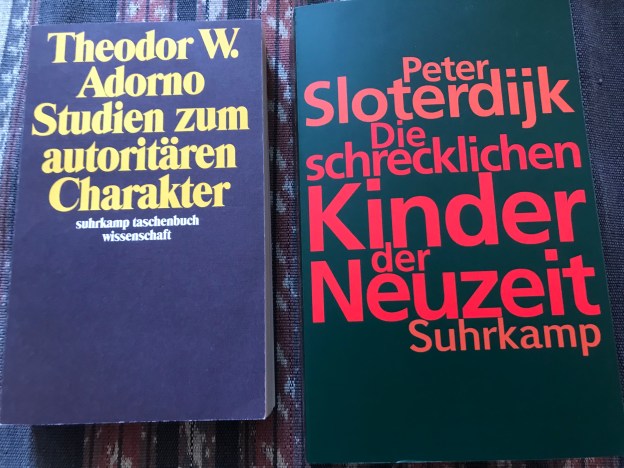 Theodor W.
Adorno
Studien zum
autoritären
Charakter
suhrkamp taschenbuch
wissenschaft
Peter
Sloterdijk
Die
schrecklichen
Kinder
der
Neuzeit
Suhrkamp